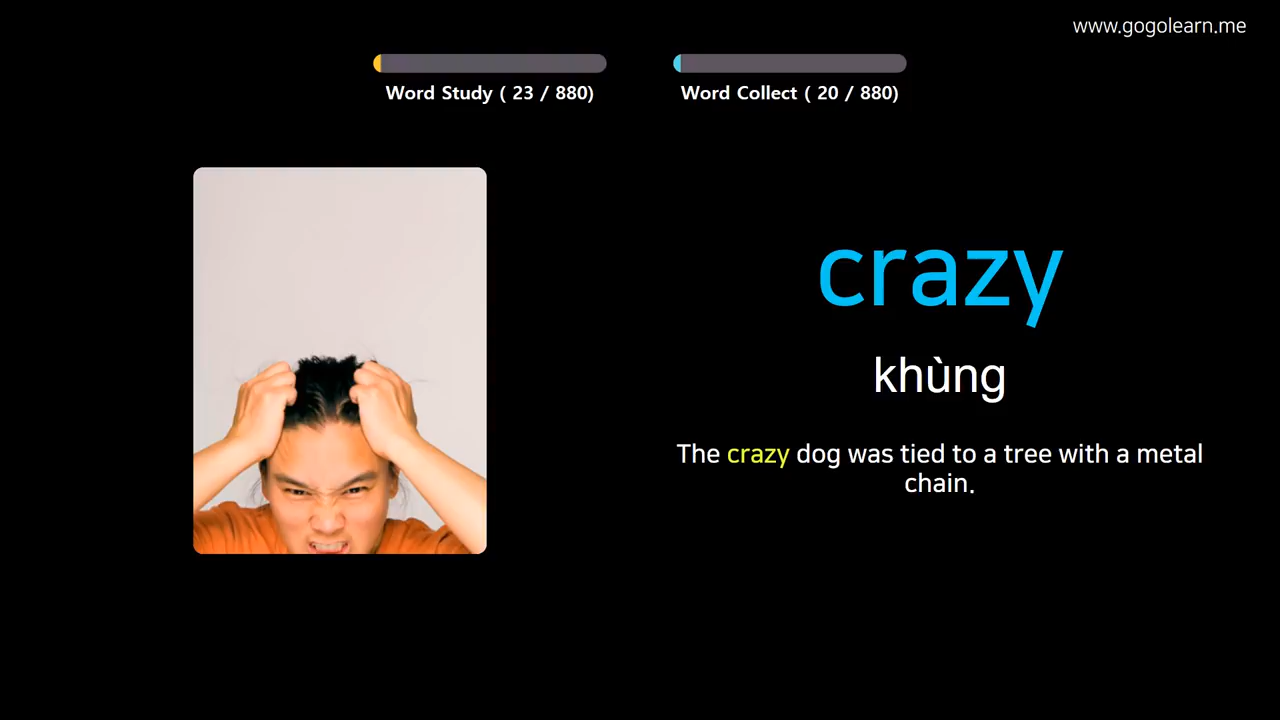 www.gogolearn.me
Word Study ( 23 / 880)
Word Collect ( 20 / 880)
crazy
khùng
The crazy dog was tied to a tree with a metal
chain.